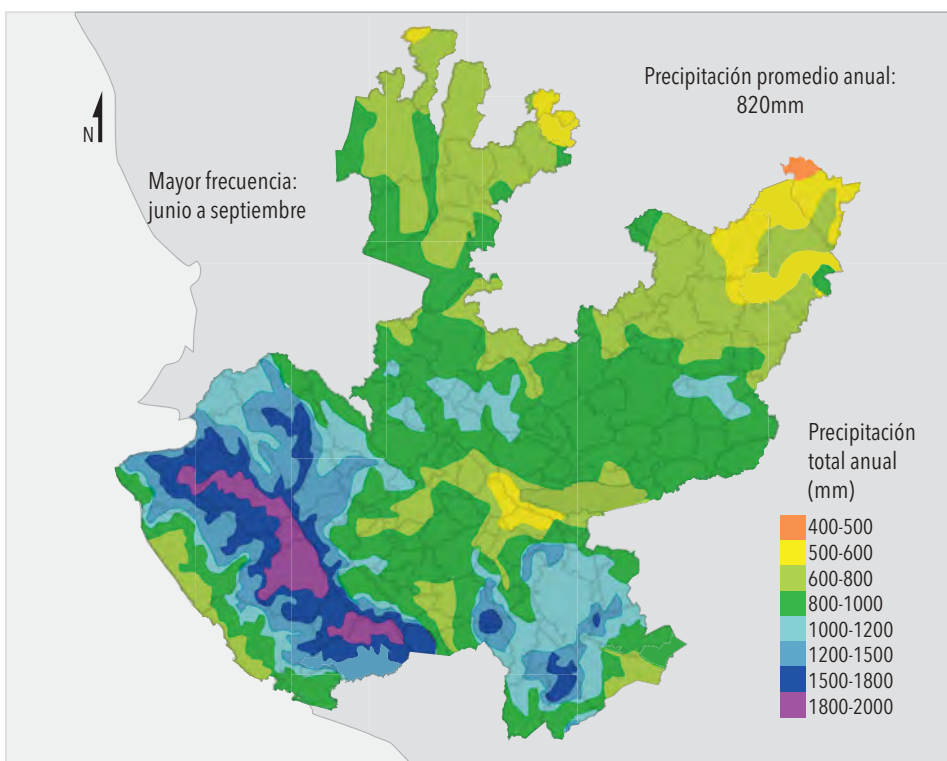 Precipitación promedio anual:
820mm
N
Mayor frecuencia:
junio a septiembre
Precipitación
total anual
(mm)
400-500
500-600
600-800
800-1000
1000-1200
1200-1500
1500-1800
1800-2000